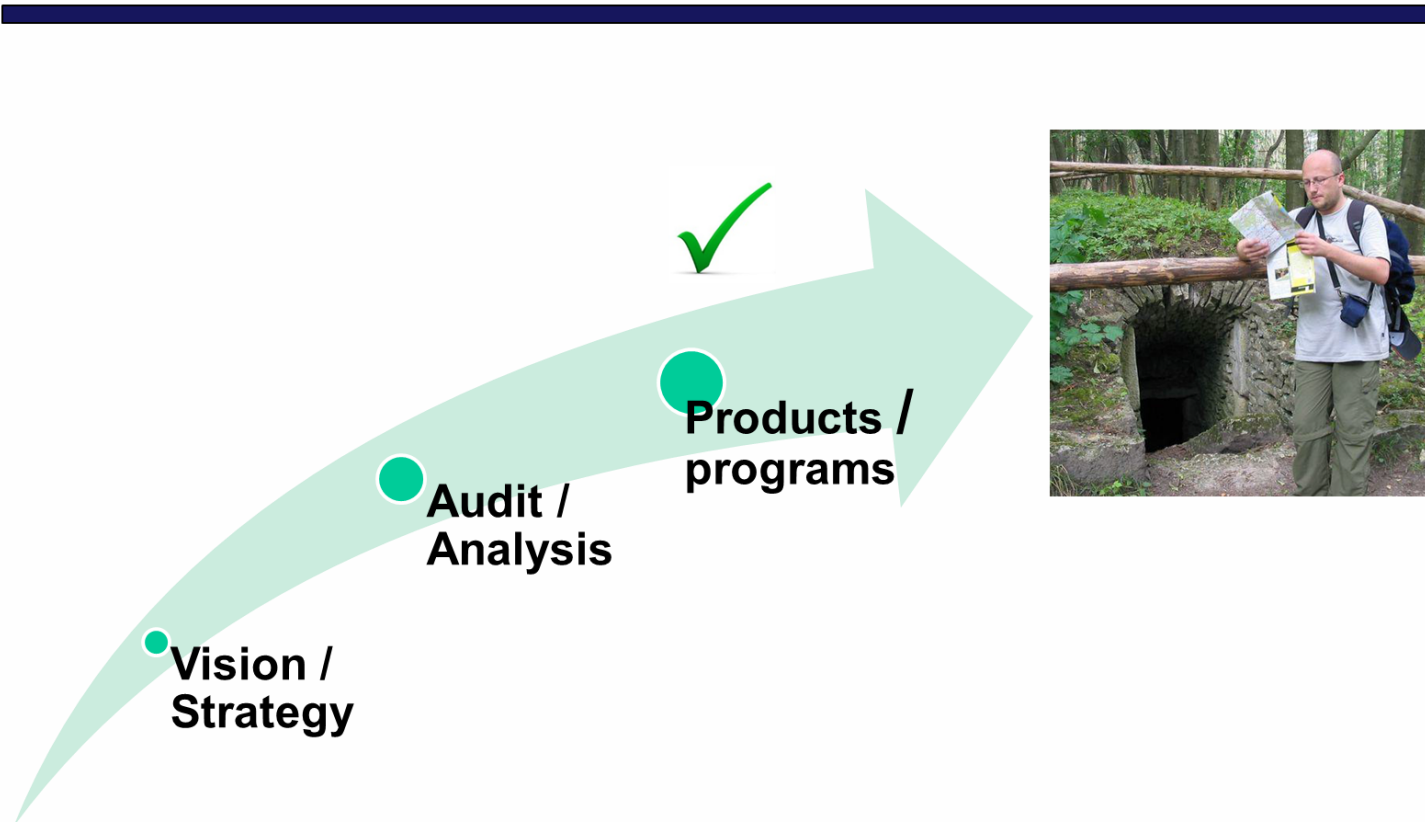 Products /
programs
Audit /
Analysis
Vision /
Strategy